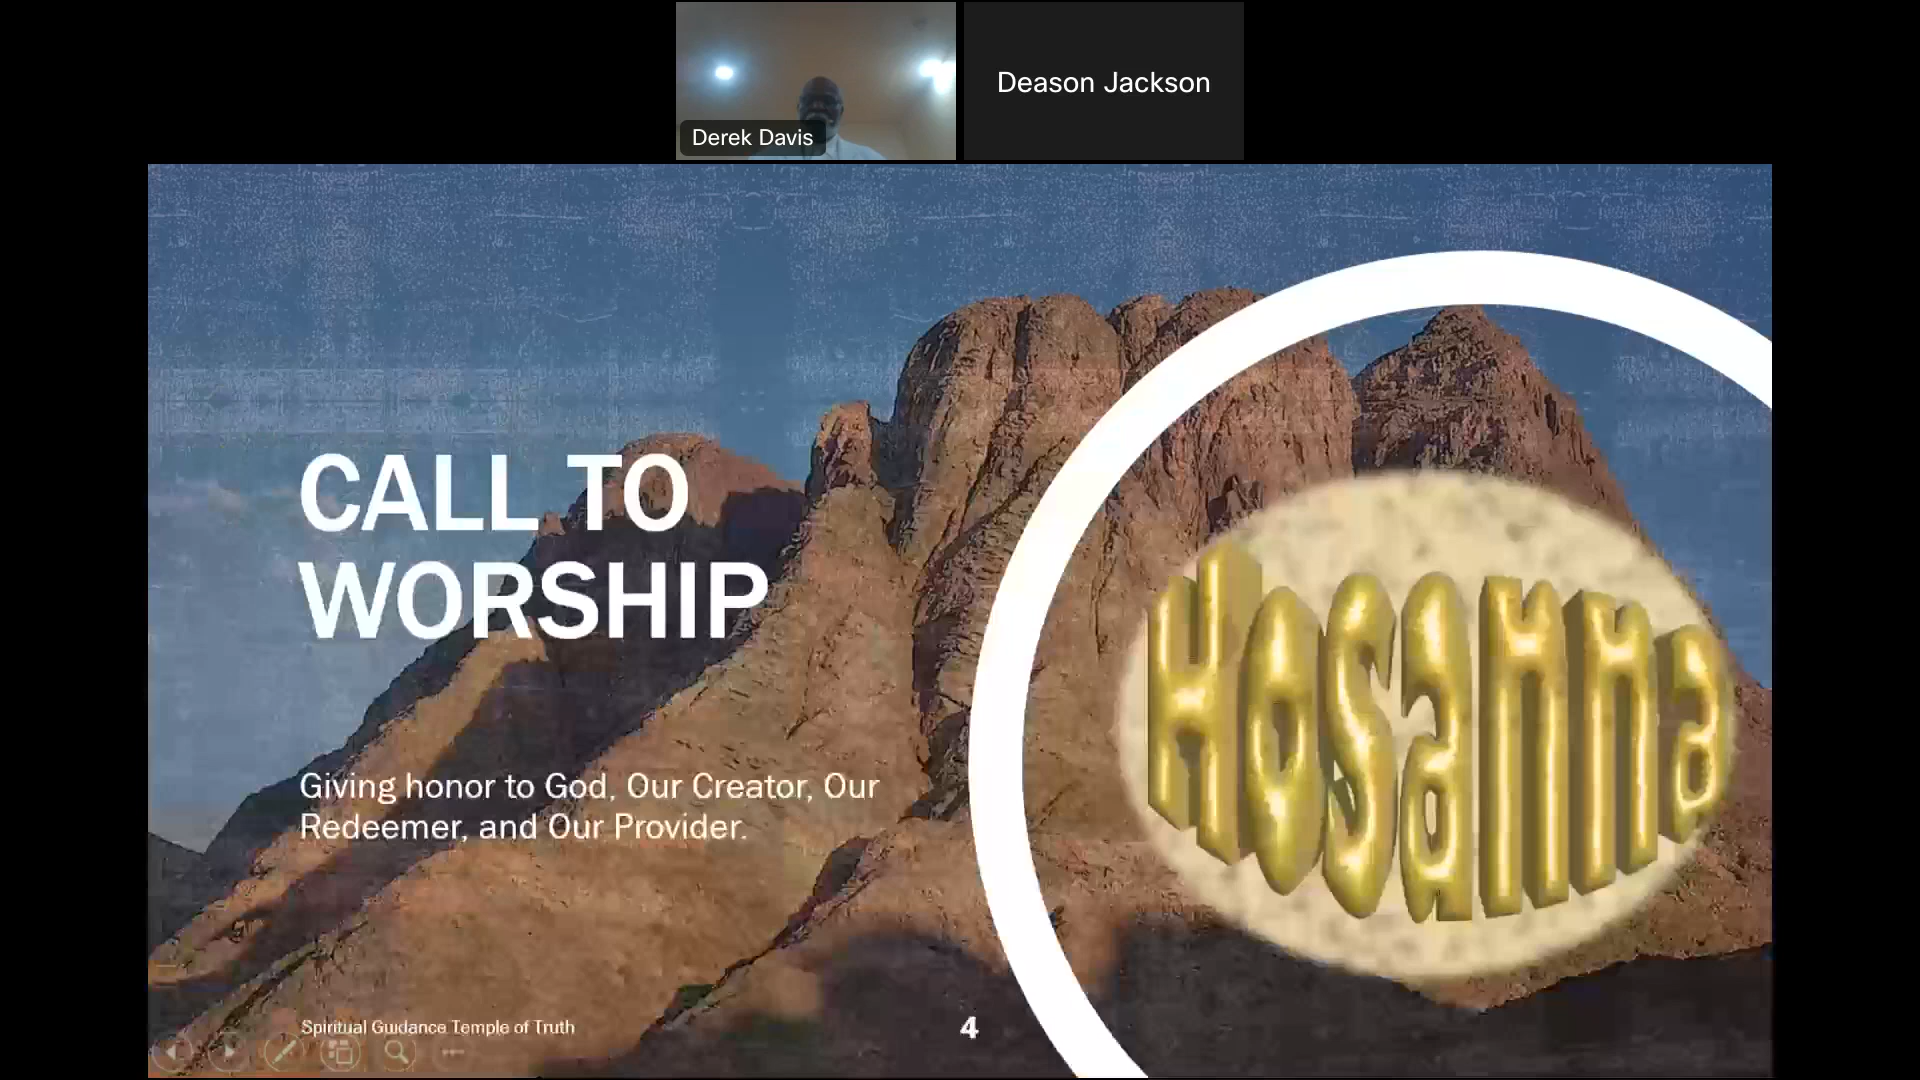 Derek Davis
Deason Jackson
CALL TO
WORSHIP
Giving honor to God, Our Creator, Our
Redeemer, and Our Provider.
Hosanna
Spiritual Guidance Temple of Truth
4